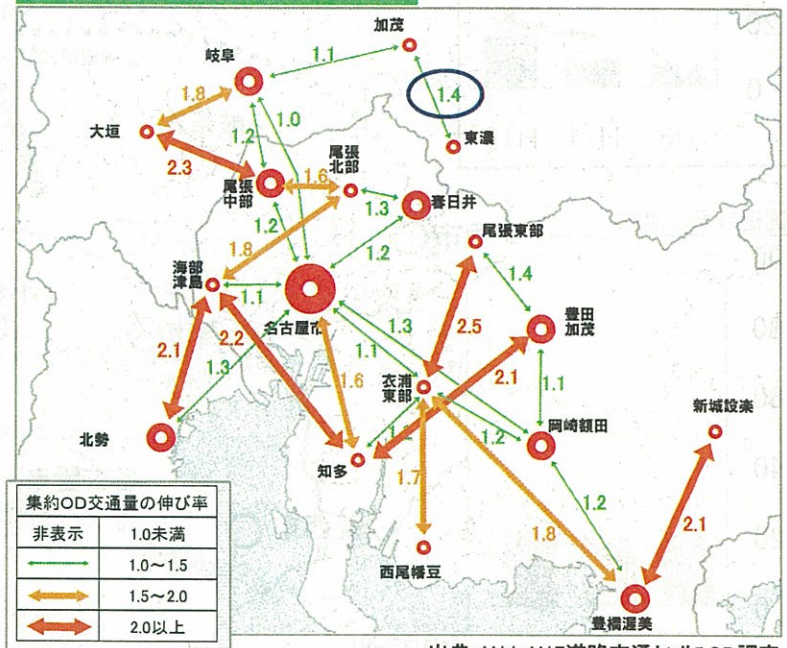 加茂
岐阜
1.1
1.8
1.4
大垣
1.2
1.0
東濃
2.3
尾張
北部
尾張
中部
1.6
1.3
春日井
1.2
1.2
尾張東部
1.8
海部
津島
1.1
1.4
名古屋市
2.2
1.3
2.5
豊田
加茂
2.1
1.3
1.1
1.6
2.1
1.1
衣浦
東部
新城設楽
北勢
1.2
岡崎額田
知多
1.7
1.2
1.8
2.1
西尾幡豆
豊橋渥美
集約OD交通量の伸び率
非表示
1.0未満
1.0～1.5
1.5～2.0
2.0以上